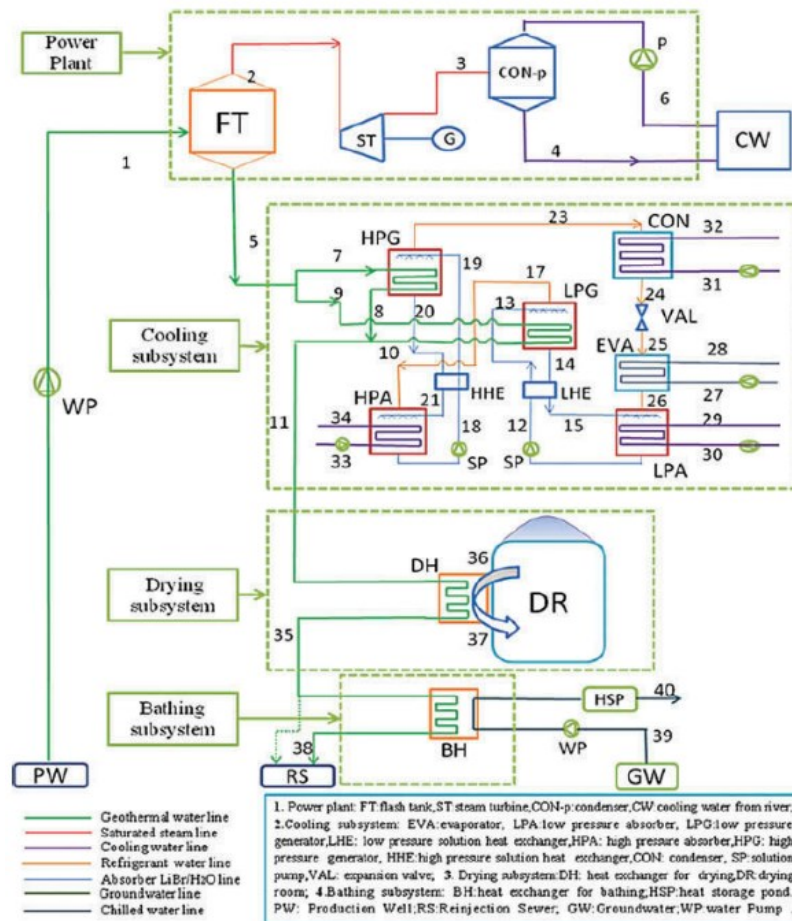 Power
Plant
2
FT
1
3
CON-p
ST
G
P
6
4
CW
5
Cooling
subsystem
23
CON
32
HPG
19
17
7
9
8
20
13
LPG
31
24
VAL
10
14
EVA
25
28
HHE
LHE
27
HPA
21
26
34
18
12
15
29
33
SP
SP
30
LPA
WP
11
Drying
subsystem
DH
36
DR
37
35
Bathing
subsystem
HSP
40
BH
WP
39
38
PW
RS
GW
Geothermal water line
Saturated steam line
Cooling water line
Refrigerant water line
Absorber LiBr/H2O line
Groundwater line
Chilled water line
1. Power plant: FT:flash tank,ST:steam turbine,CON-p:condenser,CW:cooling water from river;
2.Cooling subsystem: EVA:evaporator, LPA:low pressure absorber, LPG:low pressure
generator,LHE: low pressure solution heat exchanger,HPA: high pressure absorber,HPG: high
pressure generator, HHE:high pressure solution heat exchanger,CON: condenser, SP:solution
pump,VAL: expansion valve; 3. Drying subsystem:DH: heat exchanger for drying,DR:drying
room; 4.Bathing subsystem: BH:heat exchanger for bathing;HSP:heat storage pond.
PW: Production Well;RS:Reinjection Sewer; GW:Groundwater;WP:water Pump .